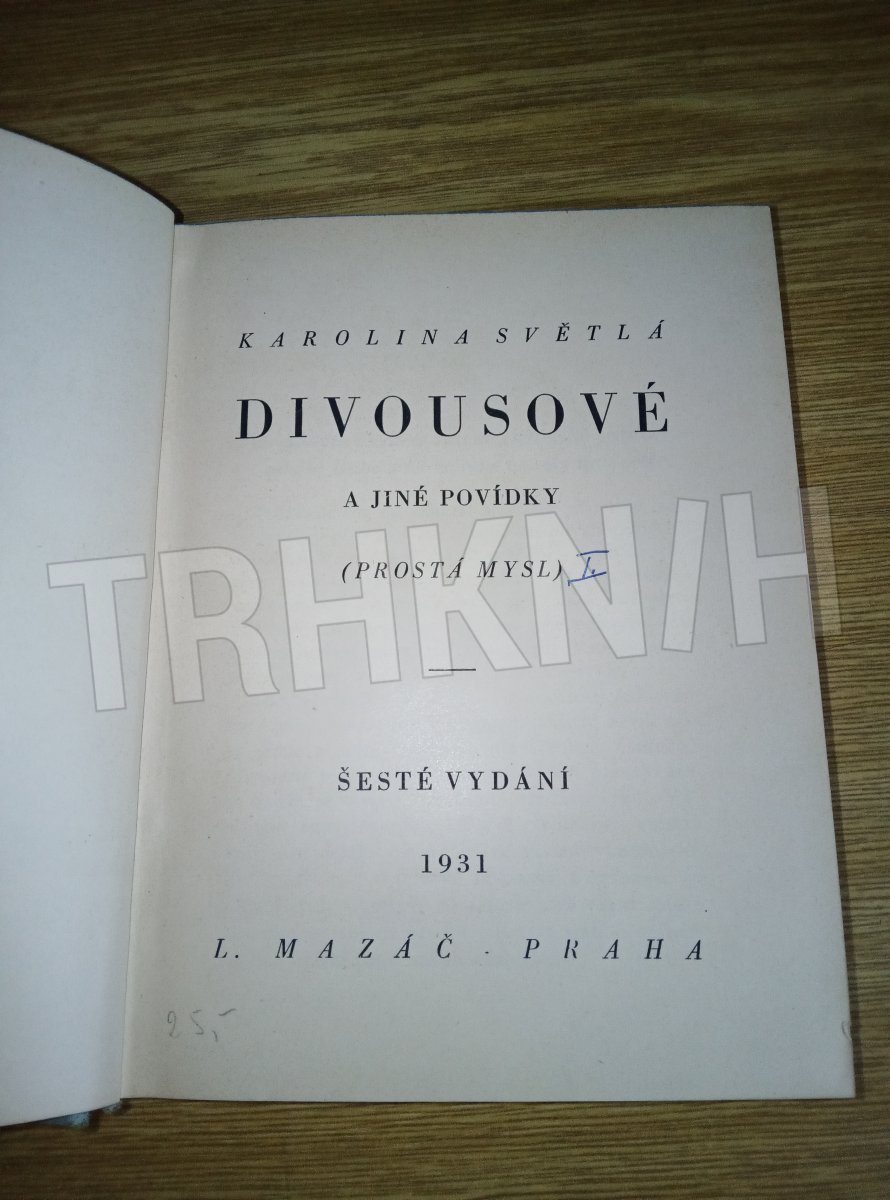 KAROLINA SVĚTLÁ
DIVOUSOVÉ
A JINÉ POVÍDKY
(PROSTÁ MYSL) I.
TRHKNIH
ŠESTÉ VYDÁNÍ
1931
L. MAZÁČ · PRAHA
25,-